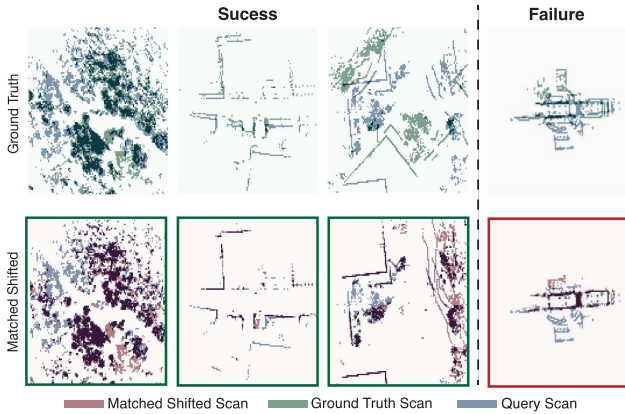 Sucess
Failure
Ground Truth
Matched Shifted
Matched Shifted Scan
Ground Truth Scan
Query Scan